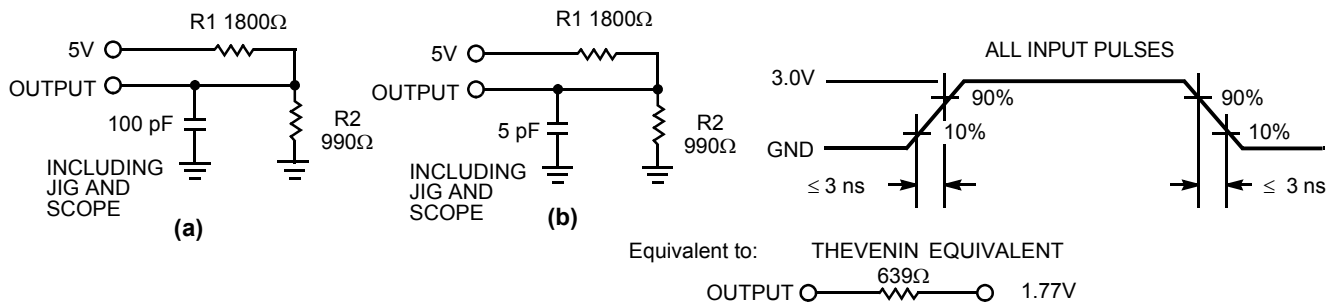 R1 1800Ω
5V
OUTPUT
100 pF
R2
990Ω
INCLUDING
JIG AND
SCOPE
(a)
R1 1800Ω
5V
OUTPUT
5 pF
R2
990Ω
INCLUDING
JIG AND
SCOPE
(b)
ALL INPUT PULSES
3.0V
90%
90%
10%
10%
GND
≤ 3 ns
≤ 3 ns
Equivalent to: THEVENIN EQUIVALENT
639Ω
OUTPUT 1.77V